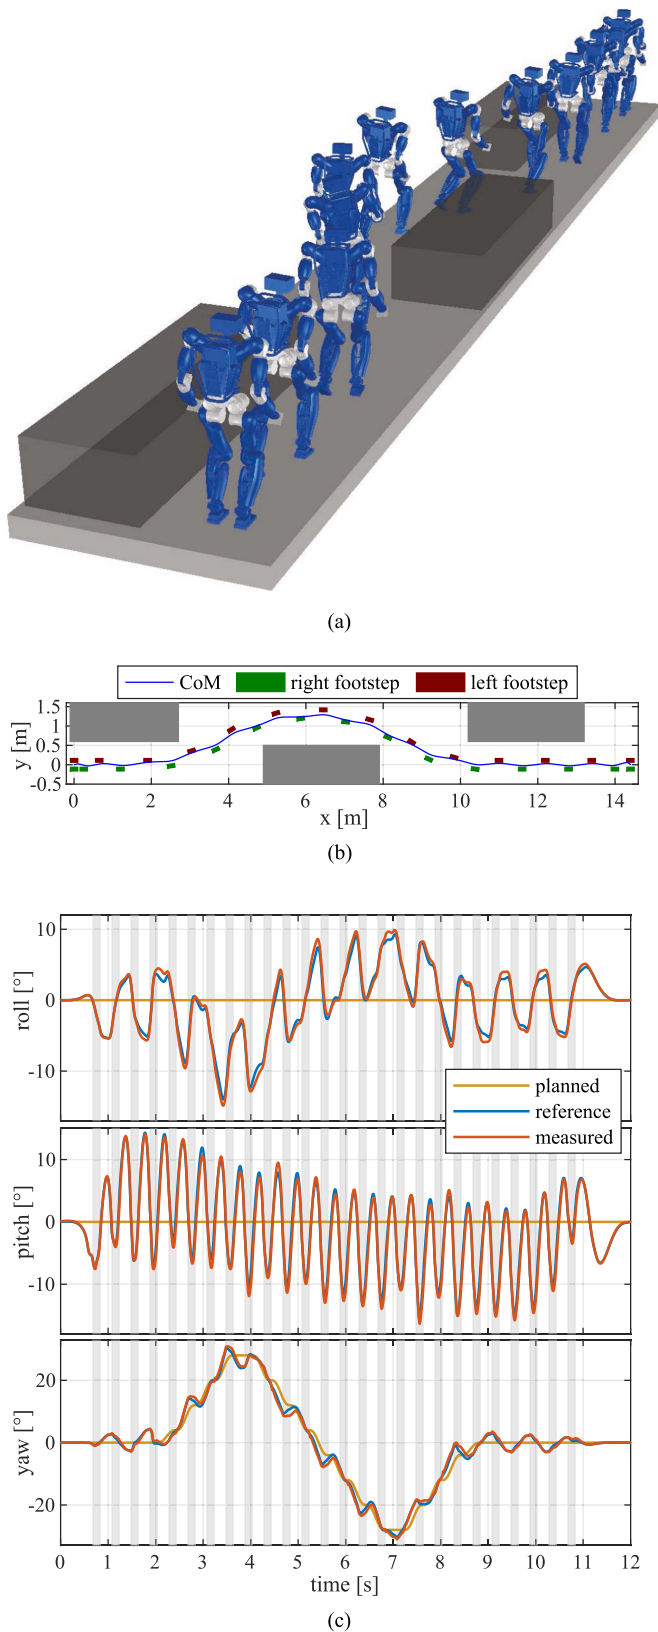 (a)
CoM right footstep left footstep
y [m]
1.5
1
0.5
0
-0.5
0 2 4 6 8 10 12 14
x [m]
(b)
roll [°]
10
0
-10
planned
reference
measured
pitch [°]
10
0
-10
yaw [°]
20
0
-20
0 1 2 3 4 5 6 7 8 9 10 11 12
time [s]
(c)